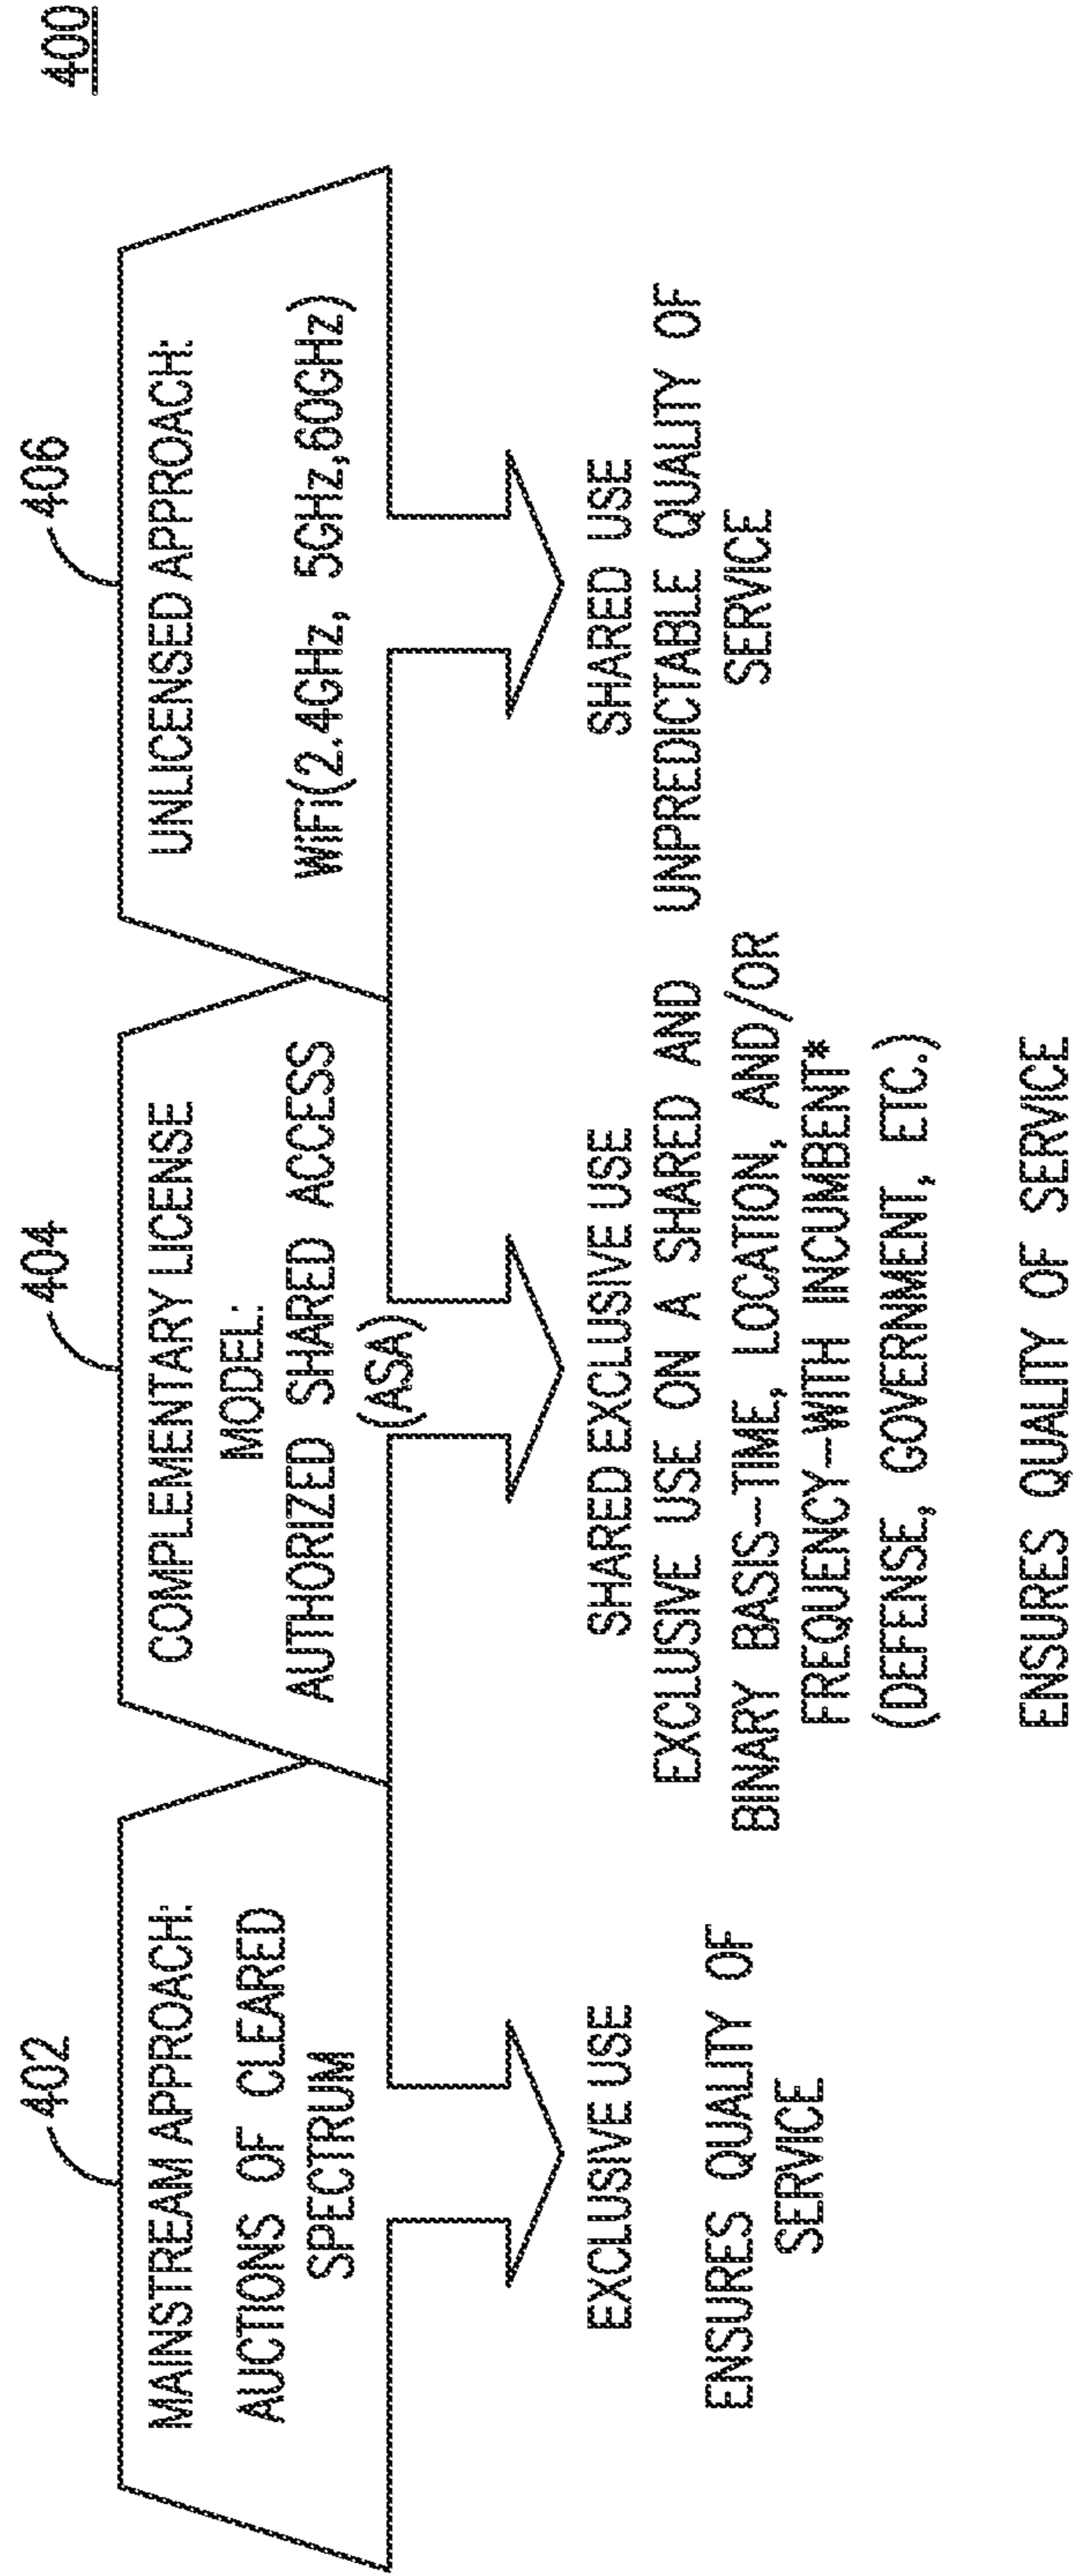 400
402
MAINSTREAM APPROACH:
AUCTIONS OF CLEARED
SPECTRUM
EXCLUSIVE USE
ENSURES QUALITY OF
SERVICE
404
COMPLEMENTARY LICENSE
MODEL:
AUTHORIZED SHARED ACCESS
(ASA)
SHARED EXCLUSIVE USE
EXCLUSIVE USE ON A SHARED AND
BINARY BASIS--TIME, LOCATION, AND/OR
FREQUENCY--WITH INCUMBENT*
(DEFENSE, GOVERNMENT, ETC.)
ENSURES QUALITY OF SERVICE
406
UNLICENSED APPROACH:
WiFi(2.4GHz, 5GHz,60GHz)
SHARED USE
UNPREDICTABLE QUALITY OF
SERVICE